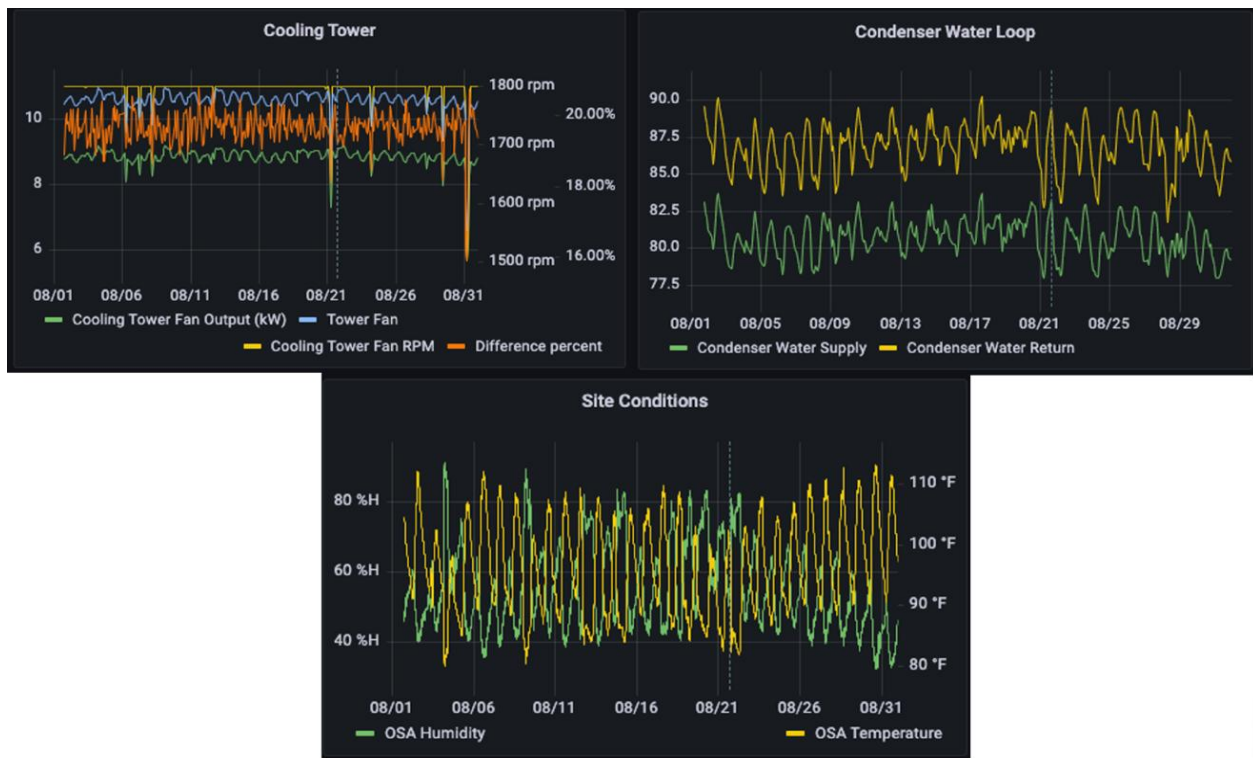 Cooling Tower
1800 rpm
10
20.00%
1700 rpm
8
18.00%
1600 rpm
6
1500 rpm 16.00%
08/01 08/06 08/11 08/16 08/21 08/26 08/31
Cooling Tower Fan Output (kW) Tower Fan
Cooling Tower Fan RPM Difference percent
Condenser Water Loop
90.0
87.5
85.0
82.5
80.0
77.5
08/01 08/05 08/09 08/13 08/17 08/21 08/25 08/29
Condenser Water Supply Condenser Water Return
Site Conditions
110 °F
80 %H
100 °F
60 %H
90 °F
40 %H
80 °F
08/01 08/06 08/11 08/16 08/21 08/26 08/31
OSA Humidity OSA Temperature